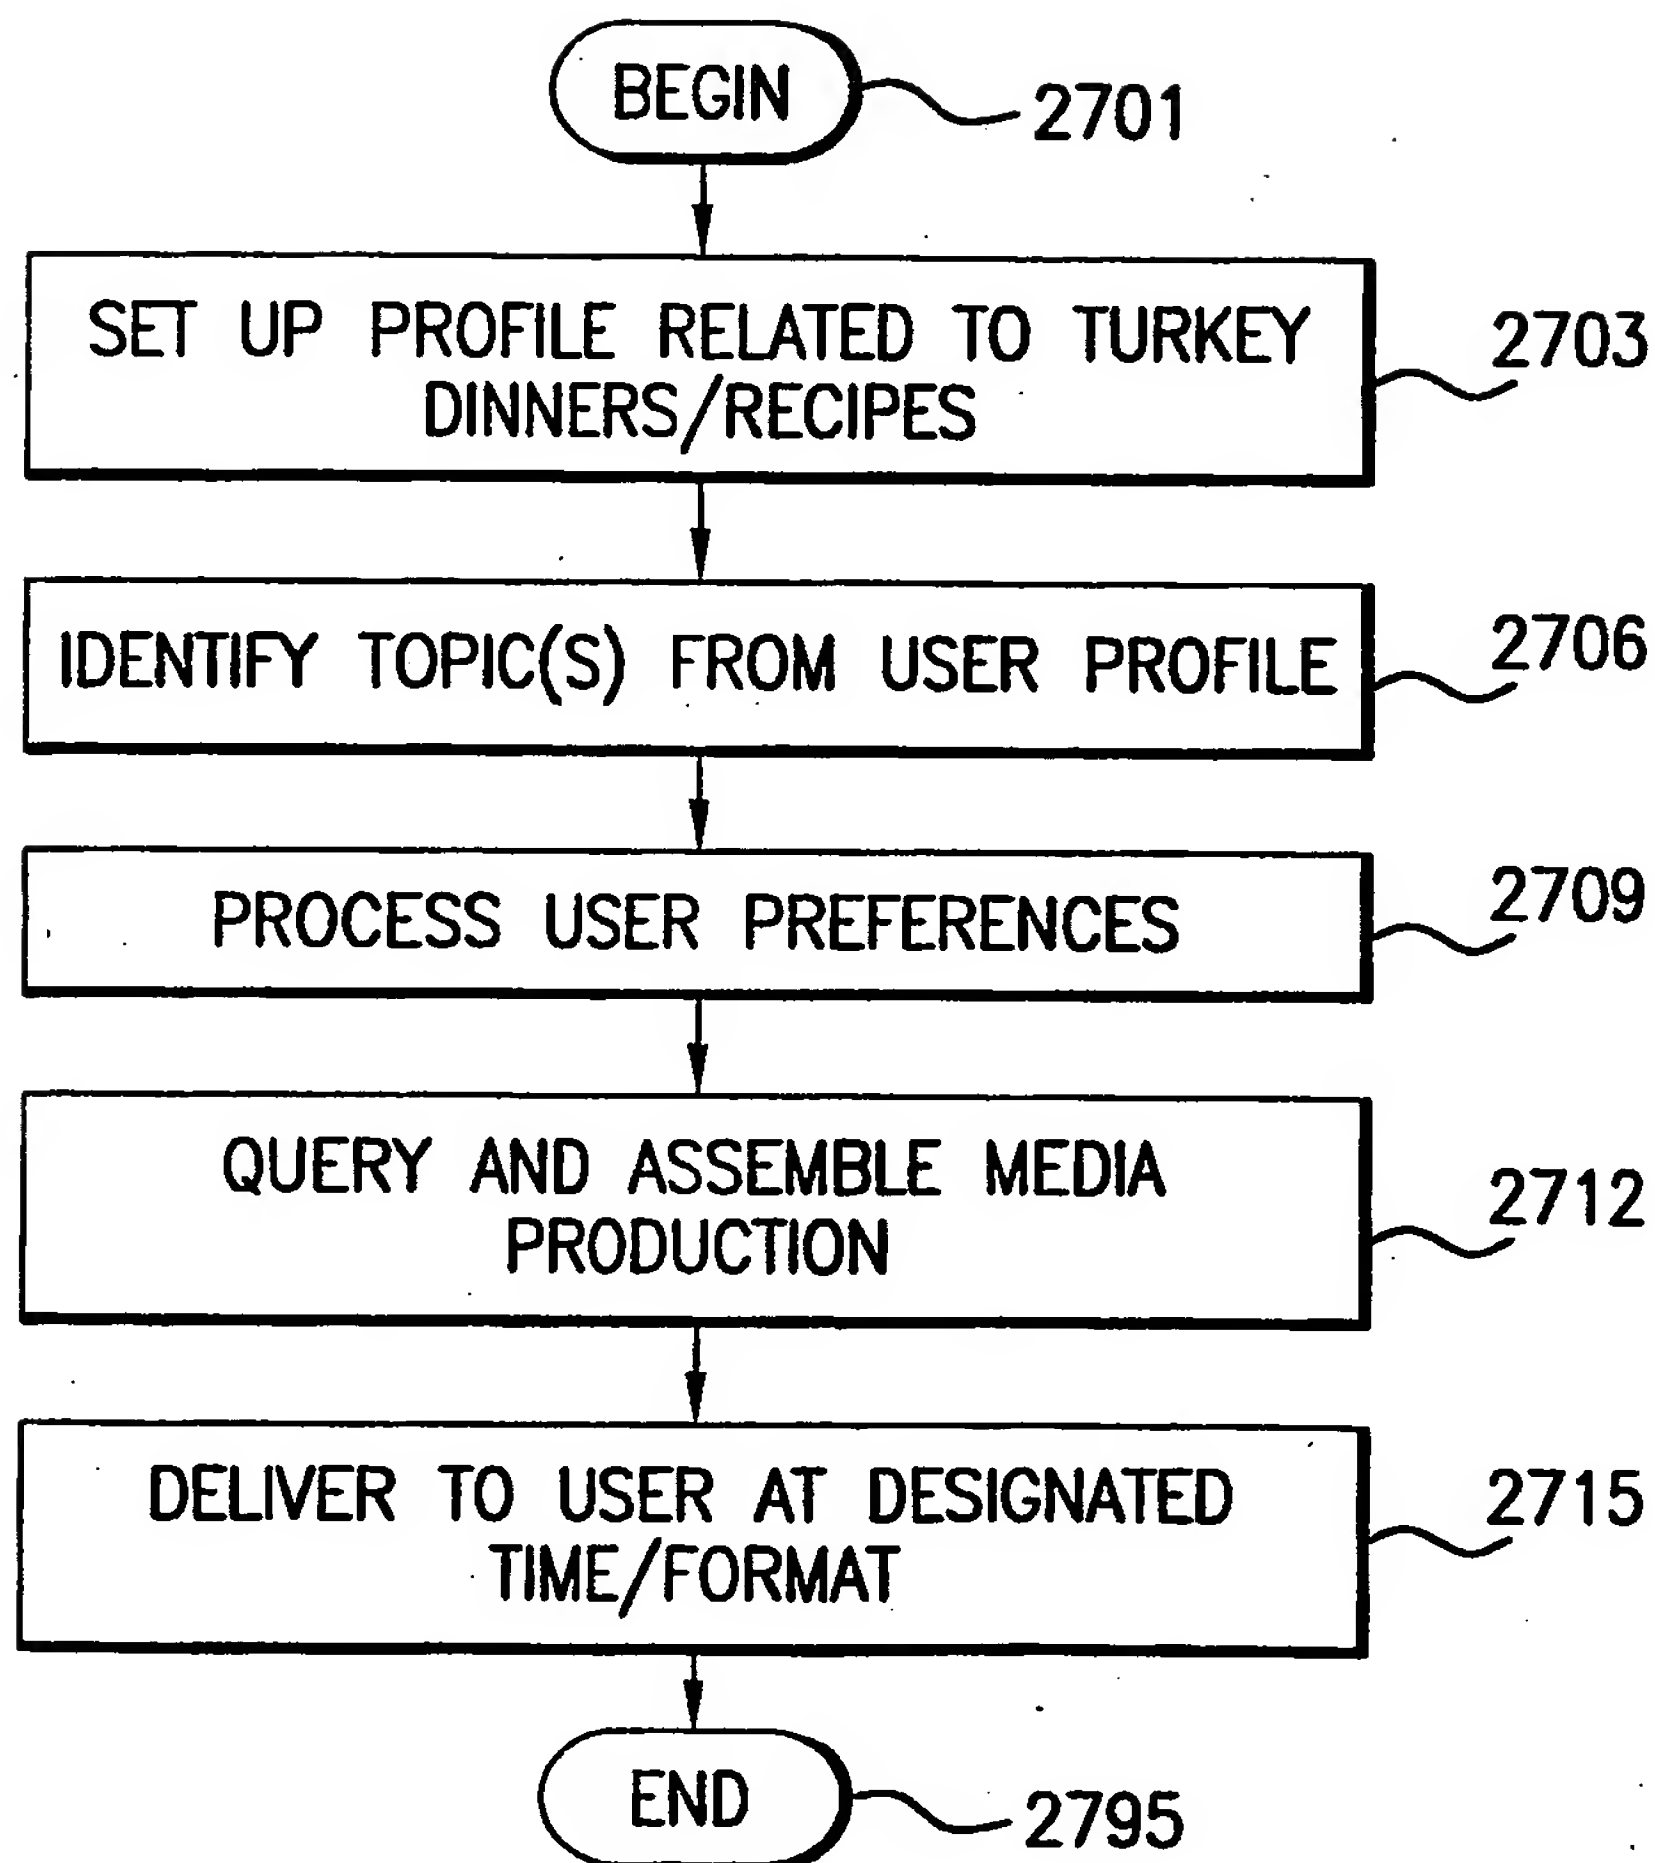 BEGIN
2701
SET UP PROFILE RELATED TO TURKEY
DINNERS/RECIPES
2703
IDENTIFY TOPIC(S) FROM USER PROFILE
2706
PROCESS USER PREFERENCES
2709
QUERY AND ASSEMBLE MEDIA
PRODUCTION
2712
DELIVER TO USER AT DESIGNATED
TIME/FORMAT
2715
END
2795